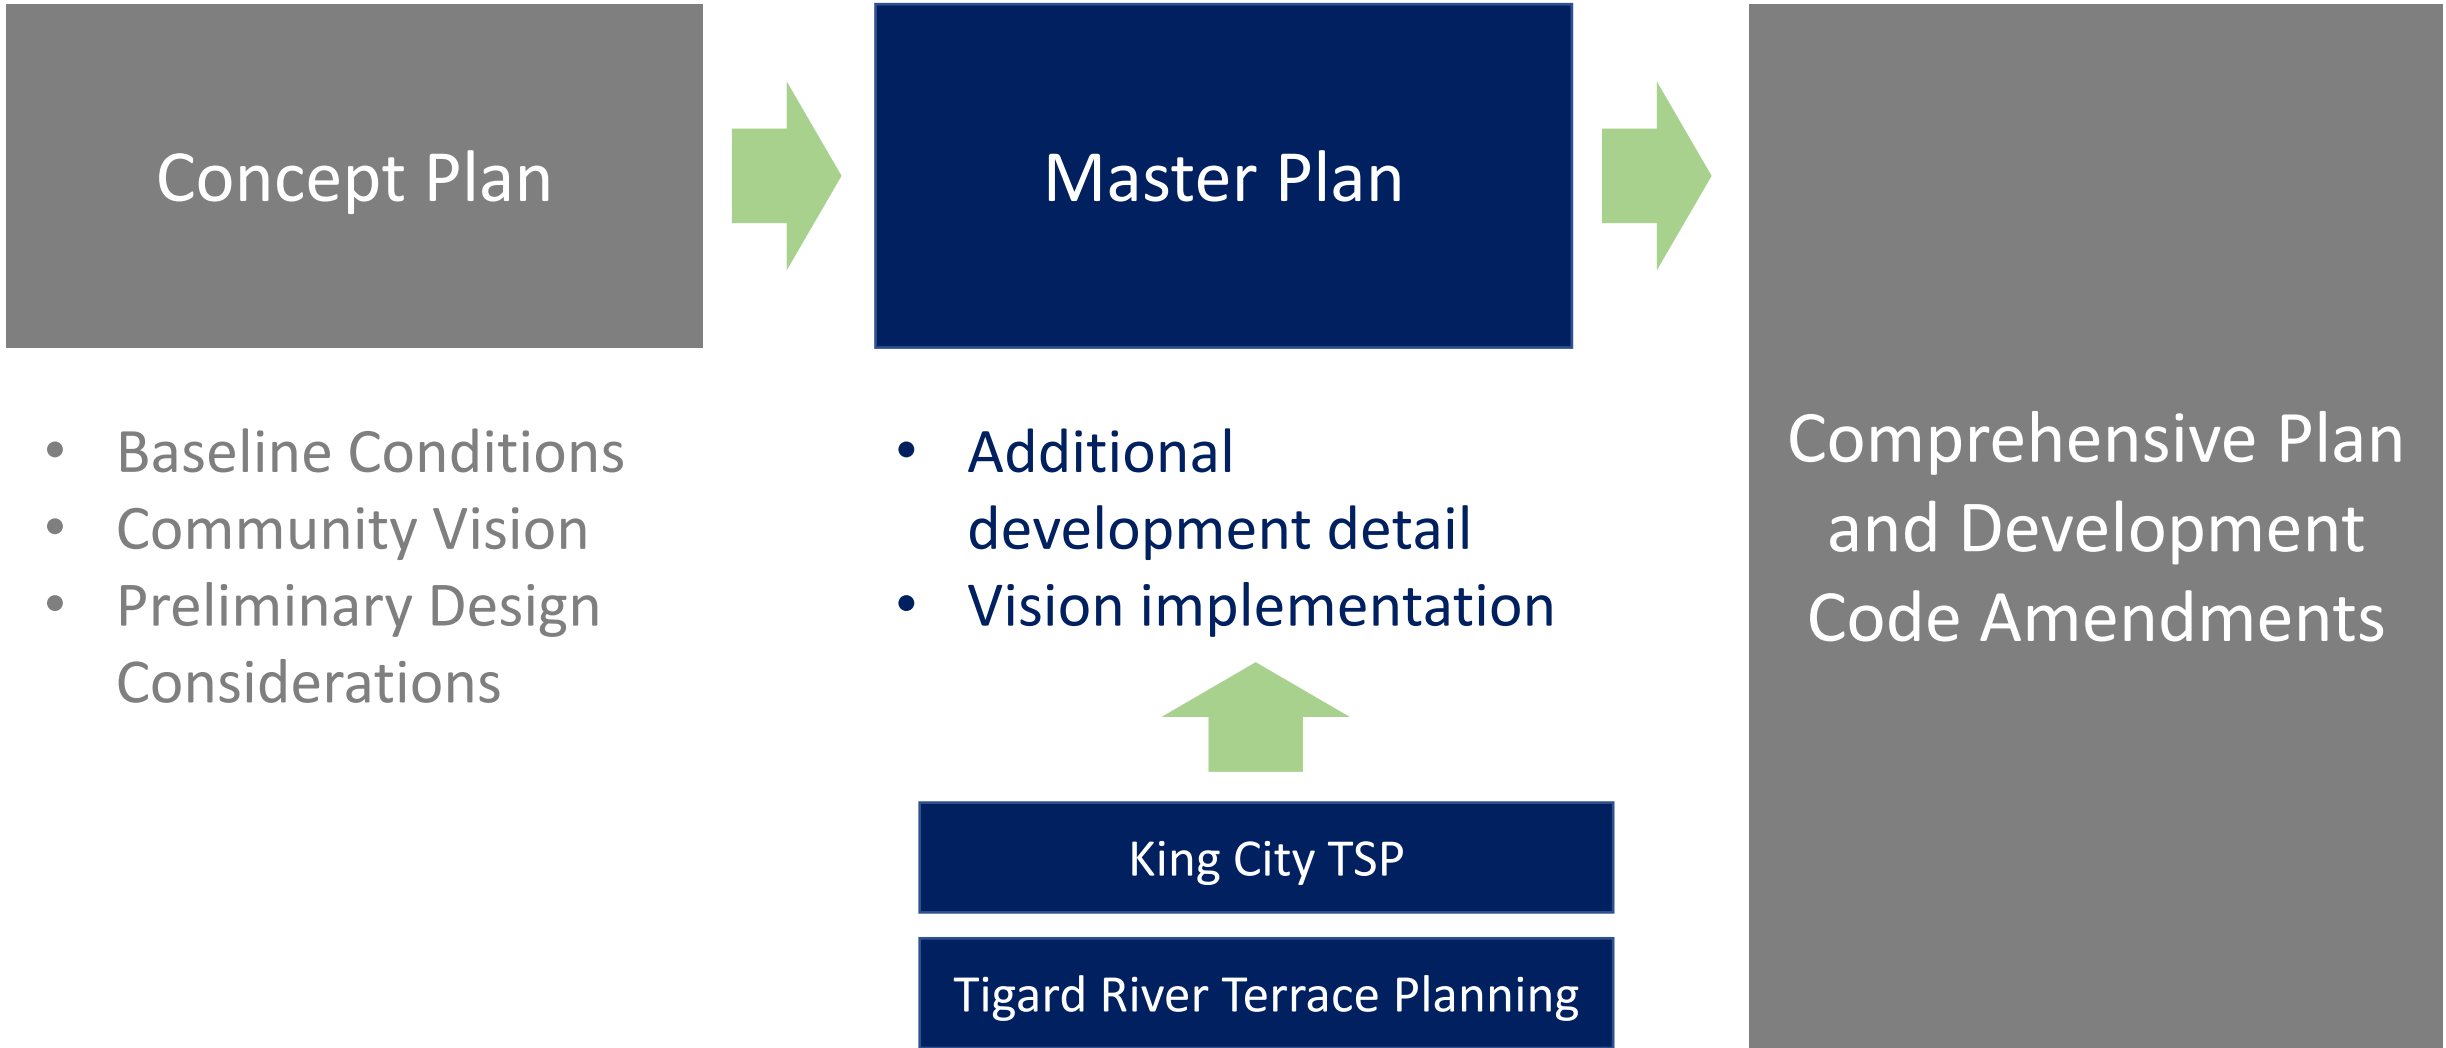 Concept Plan
• Baseline Conditions
• Community Vision
• Preliminary Design
Considerations
Master Plan
• Additional
development detail
• Vision implementation
King City TSP
Tigard River Terrace Planning
Comprehensive Plan
and Development
Code Amendments